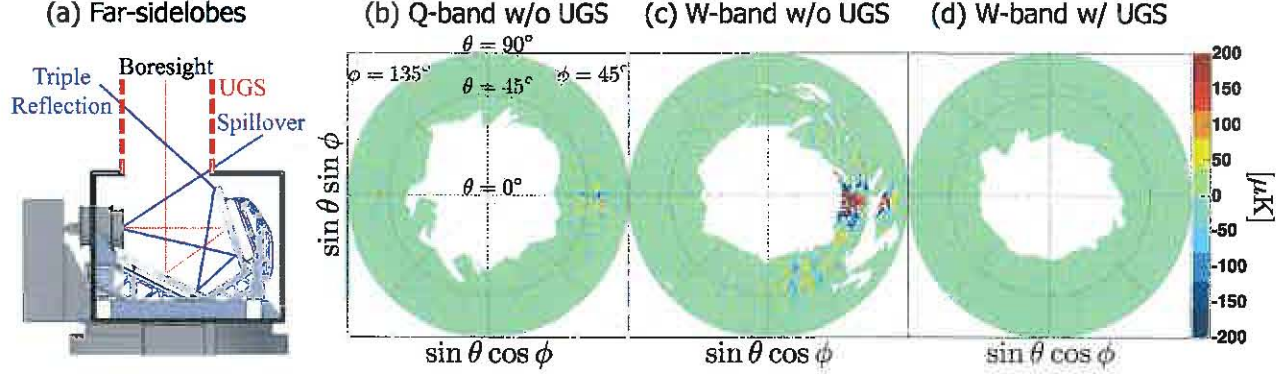 (a) Far-sidelobes
(b) Q-band w/o UGS
(c) W-band w/o UGS
(d) W-band w/ UGS
Boresight
Triple
Reflection
UGS
Spillover
sin θ sin φ
θ = 90°
φ = 135°
φ = 45°
θ = 45°
θ = 0°
sin θ cos φ
sin θ cos φ
sin θ cos φ
200
150
100
50
0
-50
-100
-150
-200
[μK]